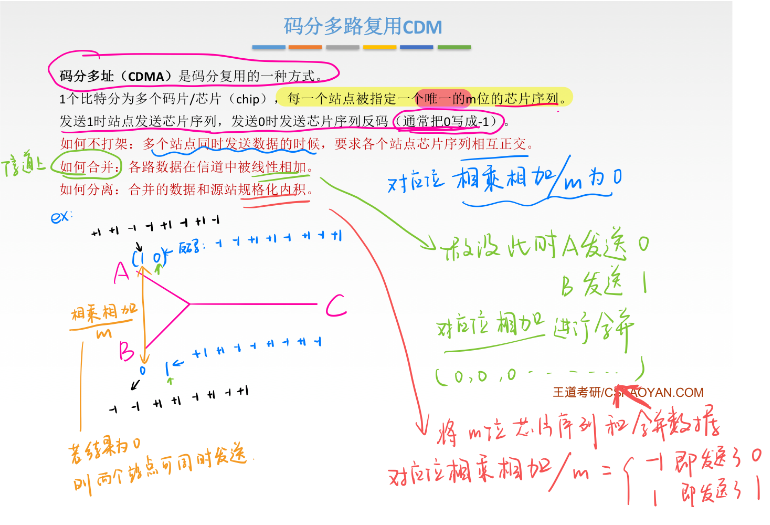 码分多路复用CDM
码分多址（CDMA）是码分复用的一种方式。
1个比特分为多个码片/芯片（chip），每一个站点被指定一个唯一的m位的芯片序列。
发送1时站点发送芯片序列，发送0时发送芯片序列反码（通常把0写成-1）。
如何不打架：多个站点同时发送数据的时候，要求各个站点芯片序列相互正交。
信道上
如何合并：各路数据在信道中被线性相加。
对应位 相乘相加/m为0
如何分离：合并的数据和源站规格化内积。
ex:
+1 +1 -1 -1 +1 +1 +1 -1
(1 0) ← 反码: -1 -1 +1 +1 -1 -1 +1
A
假设此时A发送 0
B发送 1
相乘相加
m
C
对应位相加进行合并
B
0 1 ← +1 +1 -1 -1 -1 +1 -1
(0,0,0 ------)
-1 -1 +1 +1 +1 -1 +1
王道考研/CSKAOYAN.COM
若结果为0
则两个站点可同时发送
将m位芯片序列和合并数据
对应位相乘相加/m = { -1 即发送了0
1 即发送了1